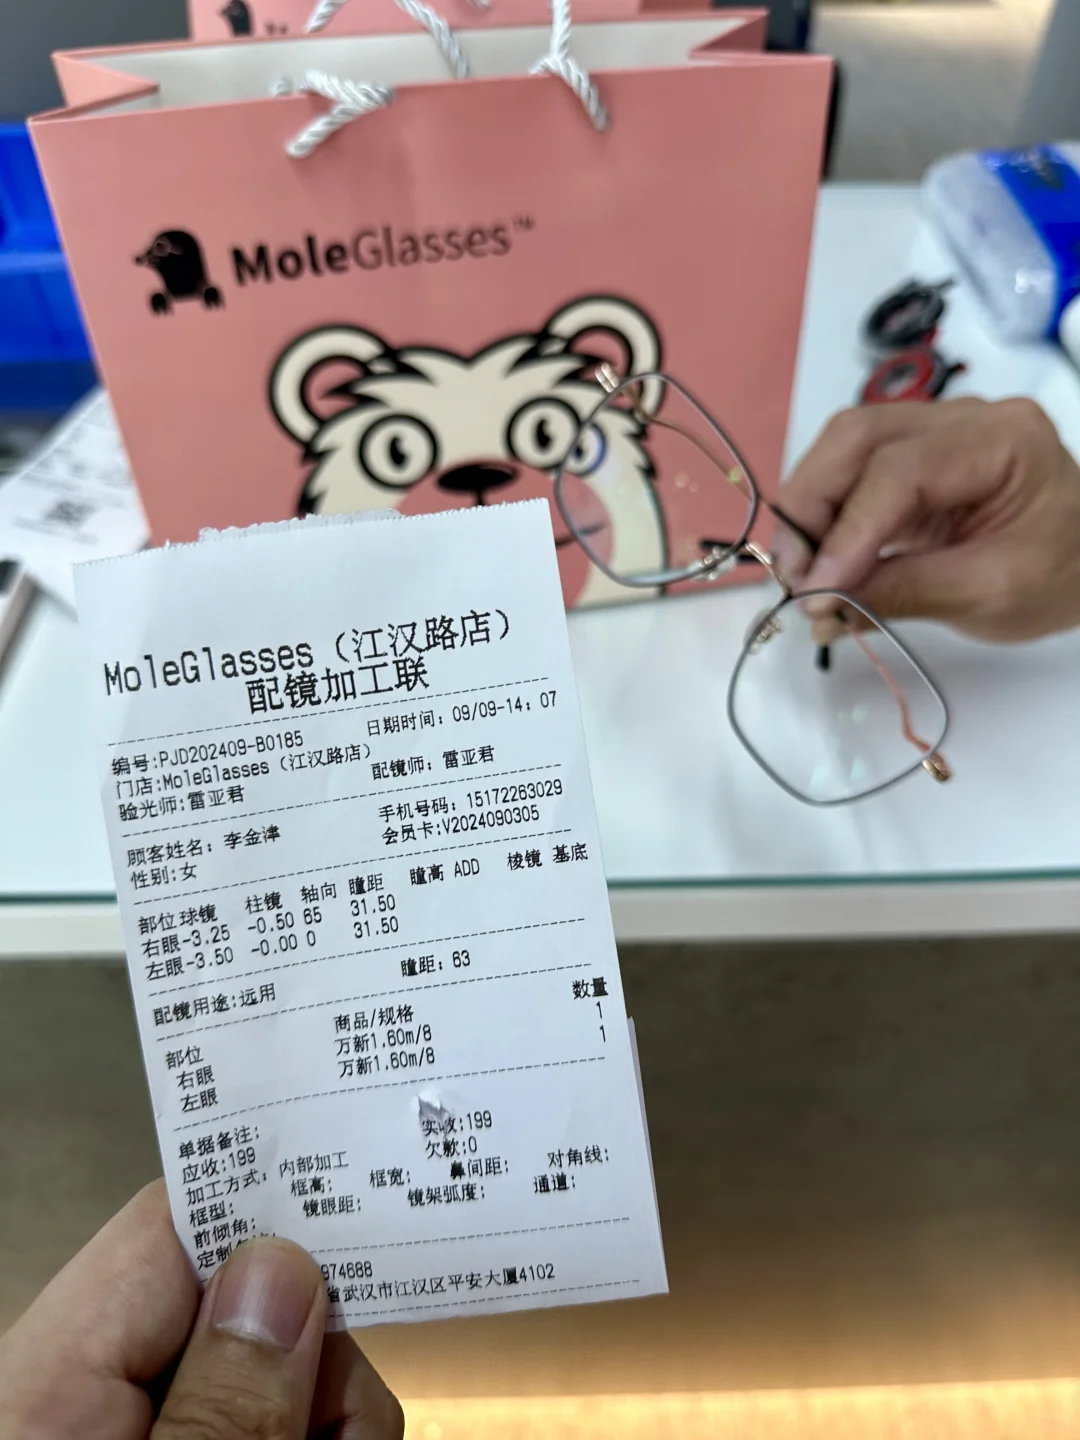 MoleGlasses™
MoleGlasses（江汉路店）
配镜加工联
编号:PJD202409-B0185 日期时间：09/09-14：07
门店:MoleGlasses（江汉路店）
验光师:雷亚君 配镜师：雷亚君
顾客姓名：李金津 手机号码：15172263029
性别:女 会员卡:V2024090305
部位 球镜 柱镜 轴向 瞳距 瞳高 ADD 棱镜 基底
右眼-3.25 -0.50 65 31.50
左眼-3.50 -0.00 0 31.50
瞳距：63
配镜用途:远用
部位 商品/规格 数量
右眼 万新1.60m/8 1
左眼 万新1.60m/8 1
单据备注:
应收:199 实收:199
加工方式：内部加工 欠款:0
框型: 框高: 框宽: 鼻间距: 对角线:
前倾角: 镜眼距: 镜架弧度: 通道:
定制
974688
省武汉市江汉区平安大厦4102